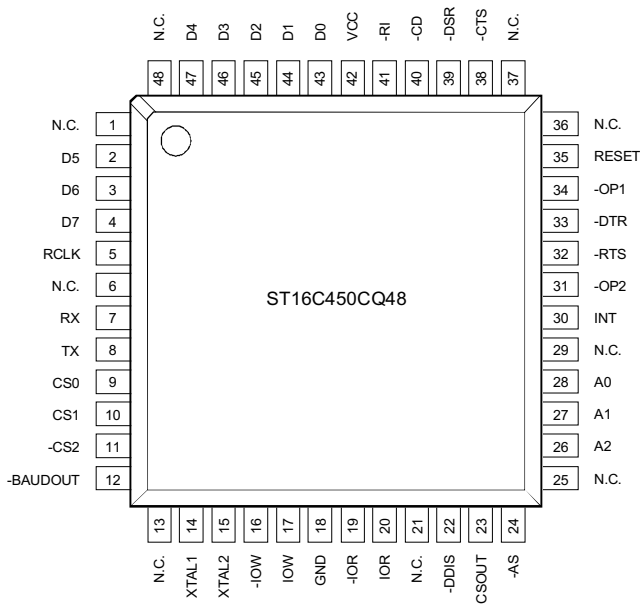 N.C. D4 D3 D2 D1 D0 VCC -RI -CD -DSR -CTS N.C.
48 47 46 45 44 43 42 41 40 39 38 37
N.C. 1 36 N.C.
D5 2 35 RESET
D6 3 34 -OP1
D7 4 33 -DTR
RCLK 5 32 -RTS
N.C. 6 31 -OP2
ST16C450CQ48
RX 7 30 INT
TX 8 29 N.C.
CS0 9 28 A0
CS1 10 27 A1
-CS2 11 26 A2
-BAUDOUT 12 25 N.C.
13 14 15 16 17 18 19 20 21 22 23 24
N.C. XTAL1 XTAL2 -IOW IOW GND -IOR IOR N.C. -DDIS CSOUT -AS